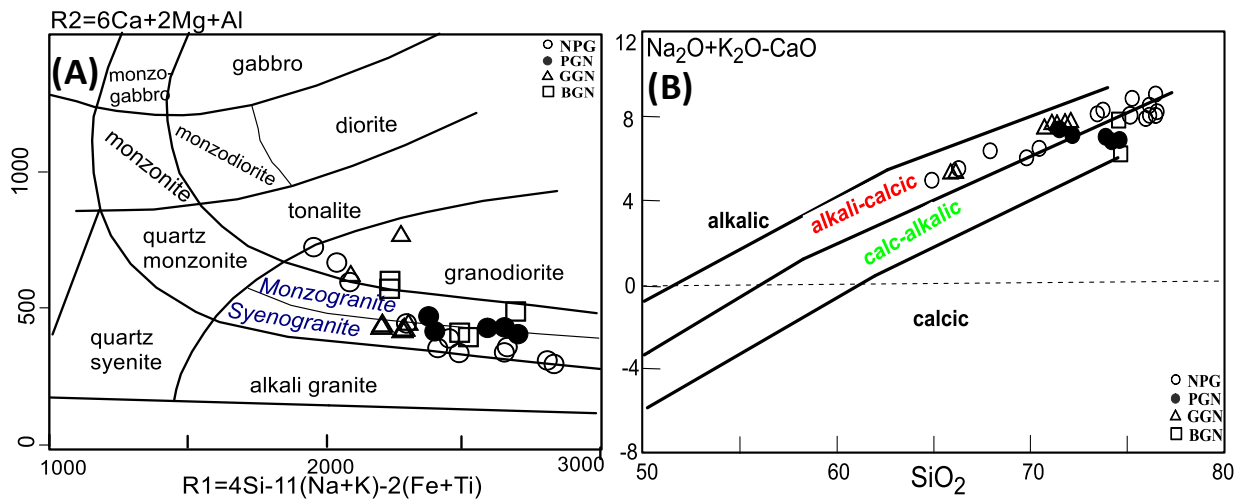 R2=6Ca+2Mg+Al
(A)
monzo-
gabbro
gabbro
NPG
PGN
GGN
BGN
diorite
monzodiorite
monzonite
1000
tonalite
quartz
monzonite
granodiorite
Monzogranite
500
Syenogranite
quartz
syenite
alkali granite
0
1000
2000
3000
R1=4Si-11(Na+K)-2(Fe+Ti)
12
Na₂O+K₂O-CaO
(B)
8
alkali-calcic
4
alkalic
calc-alkalic
0
calcic
-4
NPG
PGN
GGN
BGN
-8
50
60
70
80
SiO₂